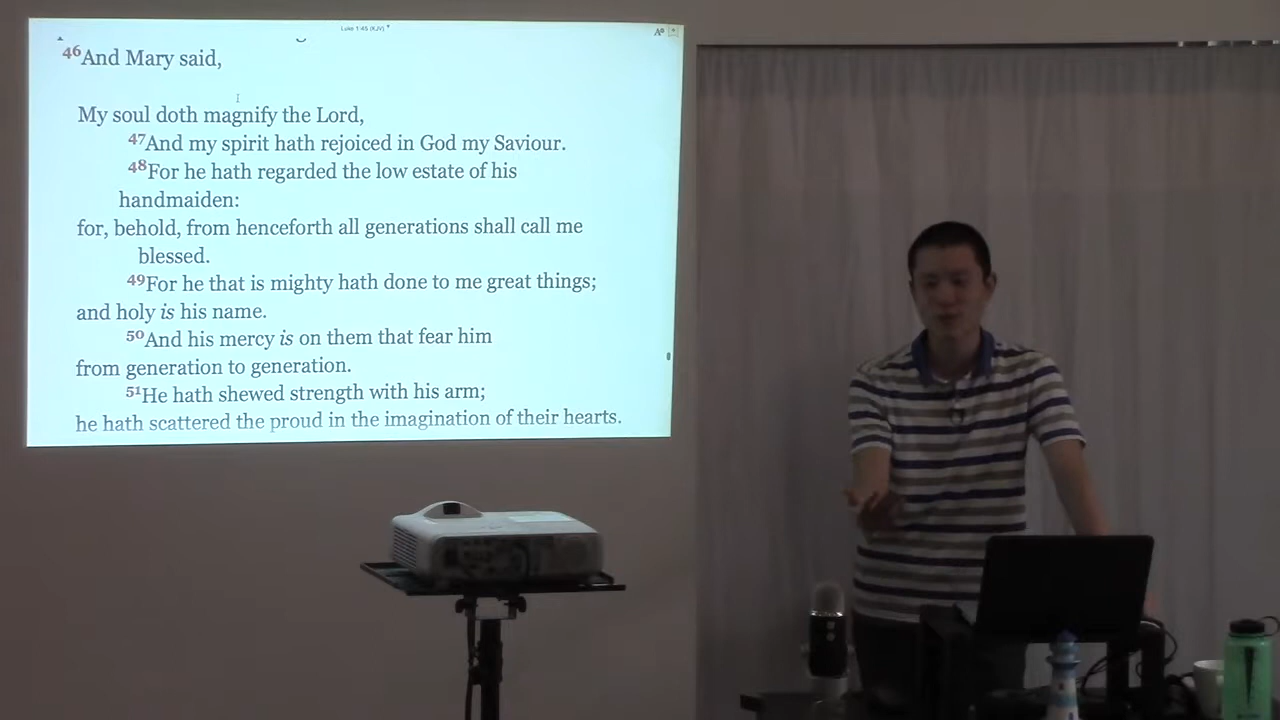 Luke 1:45 (KJV)
46And Mary said,
My soul doth magnify the Lord,
47And my spirit hath rejoiced in God my Saviour.
48For he hath regarded the low estate of his
handmaiden:
for, behold, from henceforth all generations shall call me
blessed.
49For he that is mighty hath done to me great things;
and holy is his name.
50And his mercy is on them that fear him
from generation to generation.
51He hath shewed strength with his arm;
he hath scattered the proud in the imagination of their hearts.